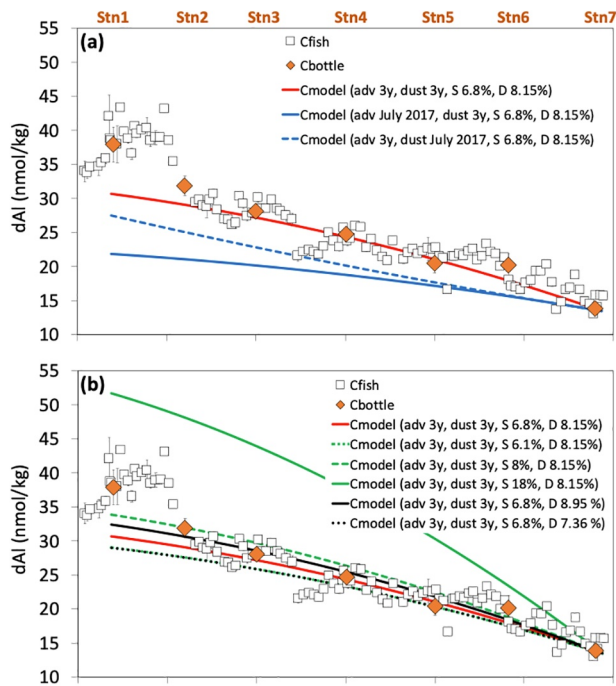 Stn1 Stn2 Stn3 Stn4 Stn5 Stn6 Stn7
55
(a)
Cfish
50
Cbottle
45
Cmodel (adv 3y, dust 3y, S 6.8%, D 8.15%)
40
Cmodel (adv July 2017, dust 3y, S 6.8%, D 8.15%)
35
Cmodel (adv 3y, dust July 2017, S 6.8%, D 8.15%)
30
25
20
15
10
dAl (nmol/kg)
55
(b)
Cfish
50
Cbottle
45
Cmodel (adv 3y, dust 3y, S 6.8%, D 8.15%)
Cmodel (adv 3y, dust 3y, S 6.1%, D 8.15%)
40
Cmodel (adv 3y, dust 3y, S 8%, D 8.15%)
Cmodel (adv 3y, dust 3y, S 18%, D 8.15%)
35
Cmodel (adv 3y, dust 3y, S 6.8%, D 8.95 %)
Cmodel (adv 3y, dust 3y, S 6.8%, D 7.36 %)
30
25
20
15
10
dAl (nmol/kg)